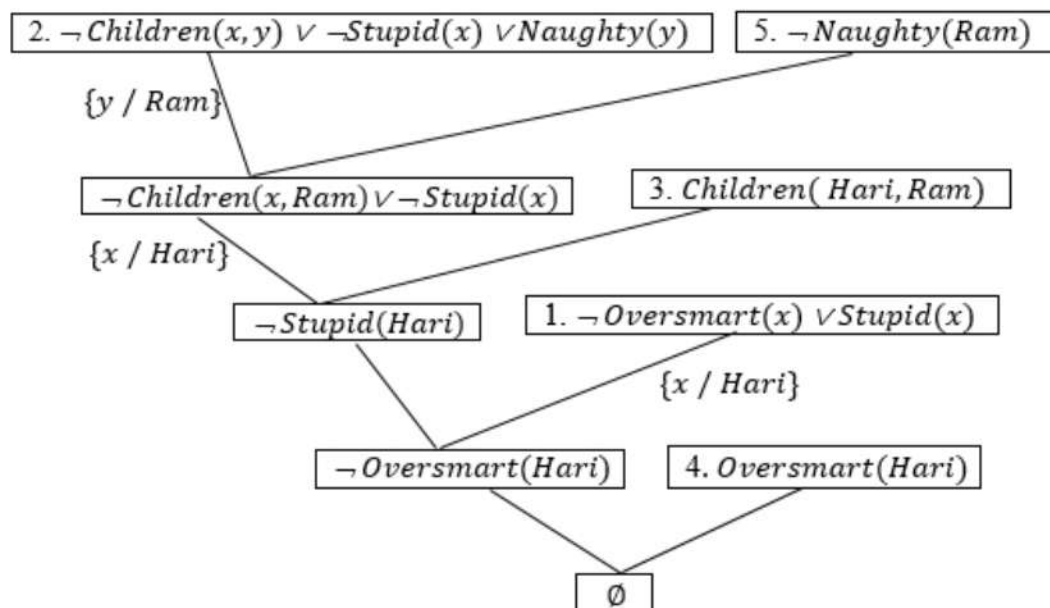 2. ¬Children(x,y) ∨ ¬Stupid(x) ∨Naughty(y)
5. ¬Naughty(Ram)
{y / Ram}
¬Children(x,Ram)∨¬Stupid(x)
3. Children( Hari,Ram)
{x / Hari}
¬Stupid(Hari)
1. ¬Oversmart(x) ∨Stupid(x)
{x / Hari}
¬Oversmart(Hari)
4. Oversmart(Hari)
∅